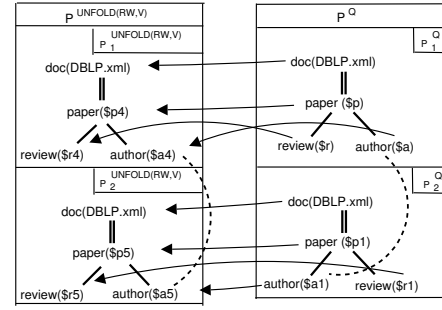 P UNFOLD(RW,V)
P 1 UNFOLD(RW,V)
doc(DBLP.xml)
paper($p4)
review($r4) author($a4)
P 2 UNFOLD(RW,V)
doc(DBLP.xml)
paper($p5)
review($r5) author($a5)
P Q
P 1 Q
doc(DBLP.xml)
paper ($p)
review($r) author($a)
P 2 Q
doc(DBLP.xml)
paper ($p1)
author($a1) review($r1)